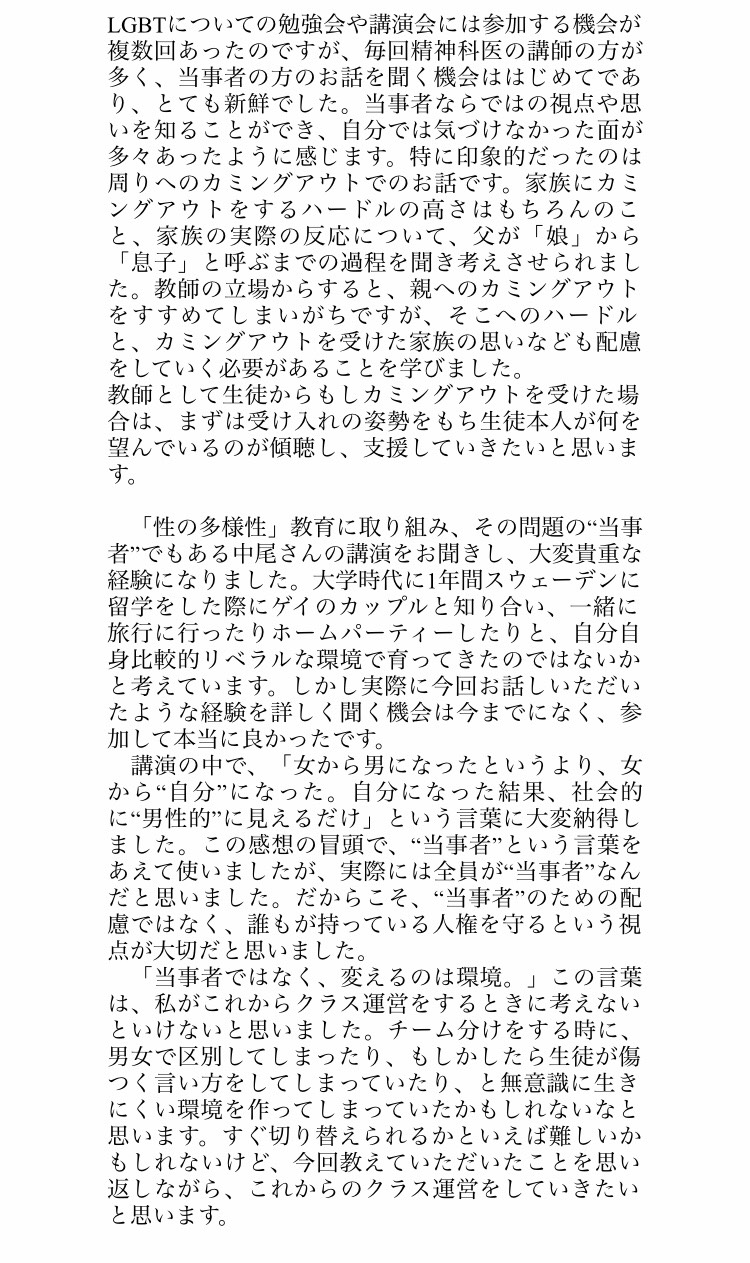 LGBTについての勉強会や講演会には参加する機会が
複数回あったのですが、毎回精神科医の講師の方が
多く、当事者の方のお話を聞く機会ははじめてであ
り、とても新鮮でした。当事者ならではの視点や思
いを知ることができ、自分では気づけなかった面が
多々あったように感じます。特に印象的だったのは
周りへのカミングアウトでのお話です。家族にカミ
ングアウトをするハードルの高さはもちろんのこ
と、家族の実際の反応について、父が「娘」から
「息子」と呼ぶまでの過程を聞き考えさせられまし
た。教師の立場からすると、親へのカミングアウト
をすすめてしまいがちですが、そこへのハードル
と、カミングアウトを受けた家族の思いなども配慮
をしていく必要があることを学びました。
教師として生徒からもしカミングアウトを受けた場
合は、まずは受け入れの姿勢をもち生徒本人が何を
望んでいるのが傾聴し、支援していきたいと思いま
す。
「性の多様性」教育に取り組み、その問題の“当事
者”でもある中尾さんの講演をお聞きし、大変貴重な
経験になりました。大学時代に1年間スウェーデンに
留学をした際にゲイのカップルと知り合い、一緒に
旅行に行ったりホームパーティーしたりと、自分自
身比較的リベラルな環境で育ってきたのではないか
と考えています。しかし実際に今回お話しいただい
たような経験を詳しく聞く機会は今までになく、参
加して本当に良かったです。
講演の中で、「女から男になったというより、女
から“自分”になった。自分になった結果、社会的
に“男性的”に見えるだけ」という言葉に大変納得し
ました。この感想の冒頭で、“当事者”という言葉を
あえて使いましたが、実際には全員が“当事者”なん
だと思いました。だからこそ、“当事者”のための配
慮ではなく、誰もが持っている人権を守るという視
点が大切だと思いました。
「当事者ではなく、変えるのは環境。」この言葉
は、私がこれからクラス運営をするときに考えない
といけないと思いました。チーム分けをする時に、
男女で区別してしまったり、もしかしたら生徒が傷
つく言い方をしてしまっていたり、と無意識に生き
にくい環境を作ってしまっていたかもしれないなと
思います。すぐ切り替えられるかといえば難しいか
もしれないけど、今回教えていただいたことを思い
返しながら、これからのクラス運営をしていきたい
と思います。